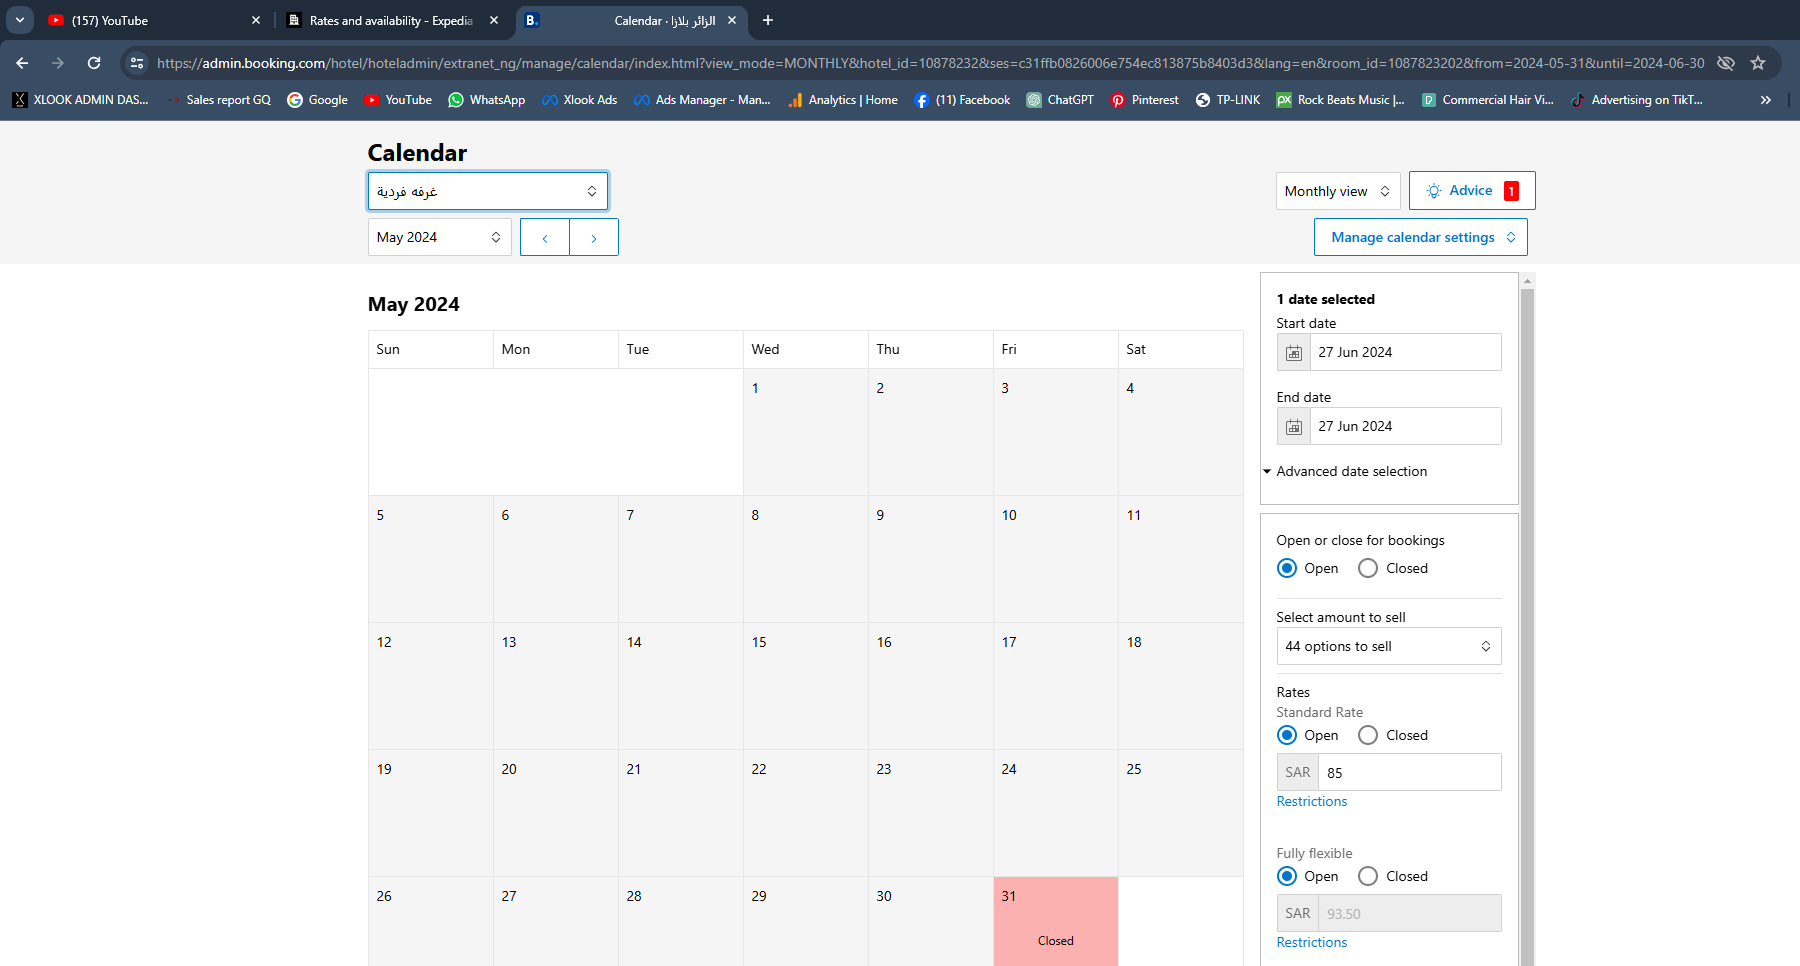 (157) YouTube
Rates and availability - Expedia
B.
Calendar · الزائر بلازا
https://admin.booking.com/hotel/hoteladmin/extranet_ng/manage/calendar/index.html?view_mode=MONTHLY&hotel_id=10878232&ses=c31ffb0826006e754ec813875b8403d3&lang=en&room_id=1087823202&from=2024-05-31&until=2024-06-30
XLOOK ADMIN DAS...
Sales report GQ
Google
YouTube
WhatsApp
Xlook Ads
Ads Manager - Man...
Analytics | Home
(11) Facebook
ChatGPT
Pinterest
TP-LINK
Rock Beats Music |...
Commercial Hair Vi...
Advertising on TikT...
Calendar
غرفه فردية
Monthly view
Advice 1
May 2024
Manage calendar settings
May 2024
Sun Mon Tue Wed Thu Fri Sat
1 2 3 4
5 6 7 8 9 10 11
12 13 14 15 16 17 18
19 20 21 22 23 24 25
26 27 28 29 30 31
Closed
1 date selected
Start date
27 Jun 2024
End date
27 Jun 2024
Advanced date selection
Open or close for bookings
Open Closed
Select amount to sell
44 options to sell
Rates
Standard Rate
Open Closed
SAR 85
Restrictions
Fully flexible
Open Closed
SAR 93.50
Restrictions